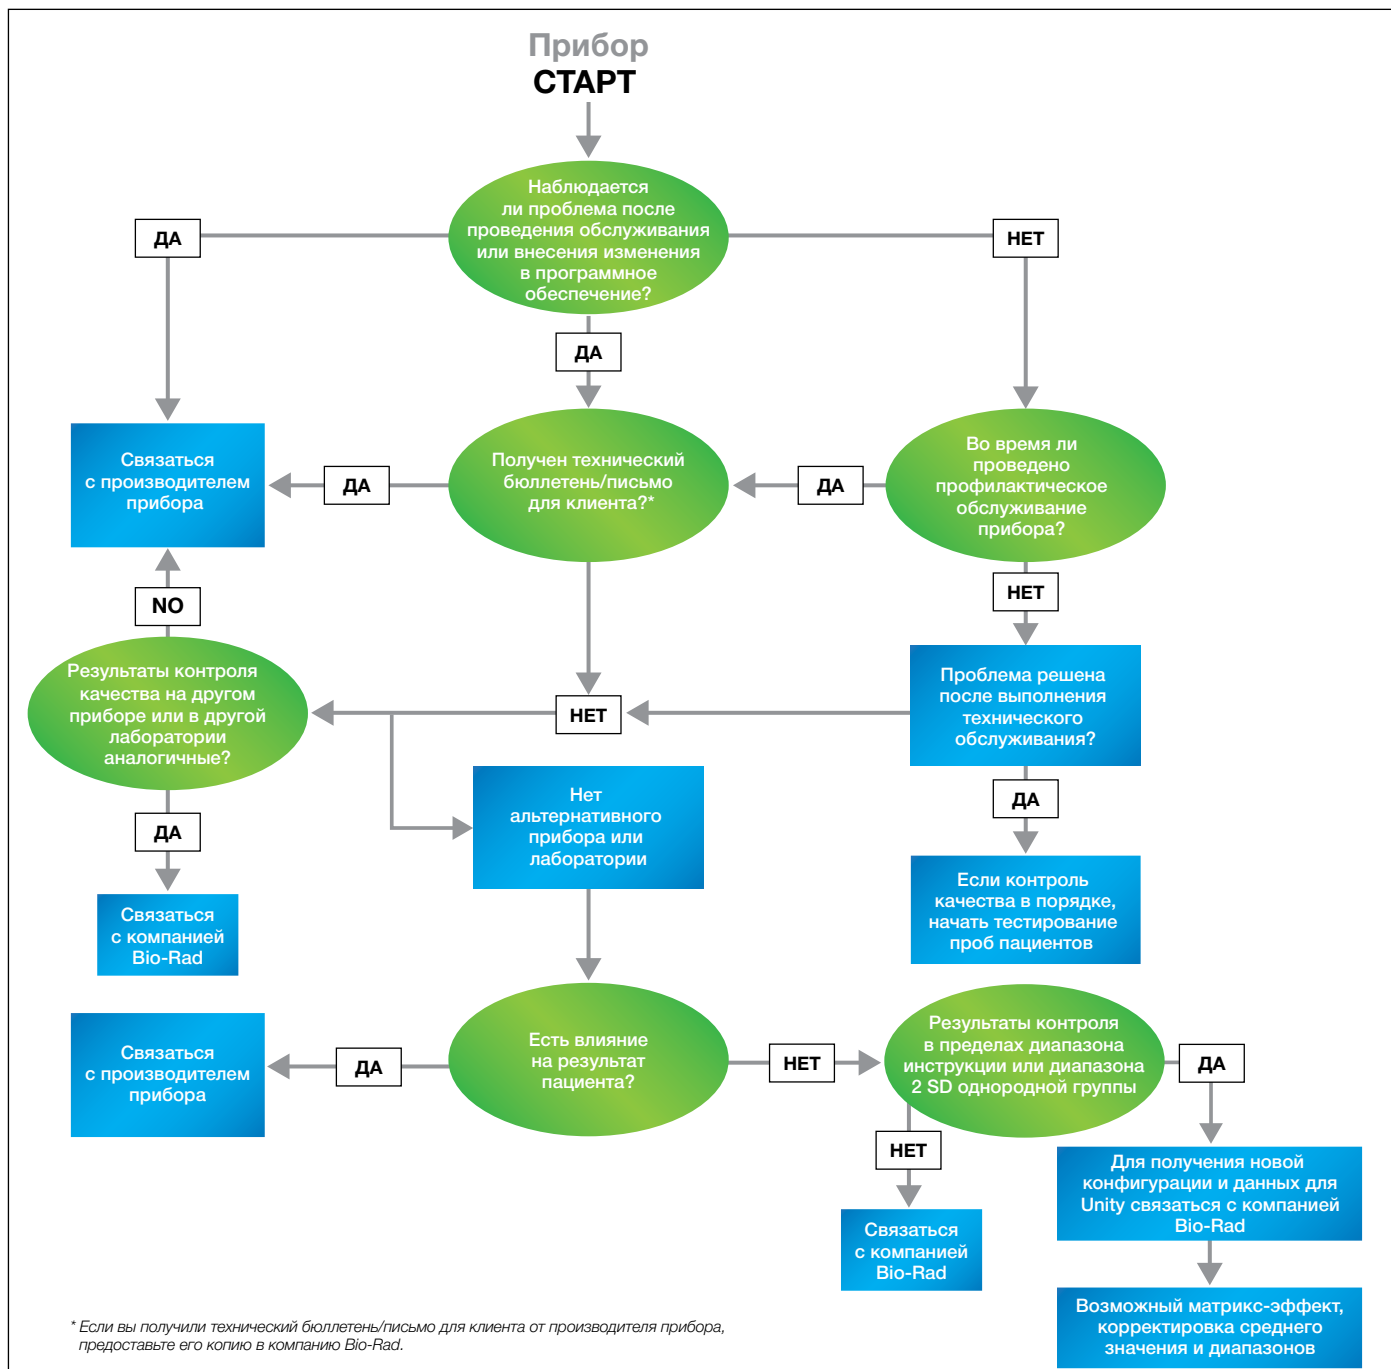 Прибор
СТАРТ
Наблюдается
ли проблема после
проведения обслуживания
или внесения изменения
в программное
обеспечение?
ДА
НЕТ
ДА
Связаться
с производителем
прибора
ДА
Получен технический
бюллетень/письмо
для клиента?*
ДА
Во время ли
проведено
профилактическое
обслуживание
прибора?
NO
НЕТ
Результаты контроля
качества на другом
приборе или в другой
лаборатории
аналогичные?
НЕТ
Проблема решена
после выполнения
технического
обслуживания?
ДА
Нет
альтернативного
прибора или
лаборатории
ДА
Связаться
с компанией
Bio-Rad
Если контроль
качества в порядке,
начать тестирование
проб пациентов
Связаться
с производителем
прибора
ДА
Есть влияние
на результат
пациента?
НЕТ
Результаты контроля
в пределах диапазона
инструкции или диапазона
2 SD однородной группы
ДА
НЕТ
Связаться
с компанией
Bio-Rad
Для получения новой
конфигурации и данных для
Unity связаться с компанией
Bio-Rad
Возможный матрикс-эффект,
корректировка среднего
значения и диапазонов
* Если вы получили технический бюллетень/письмо для клиента от производителя прибора,
предоставьте его копию в компанию Bio-Rad.